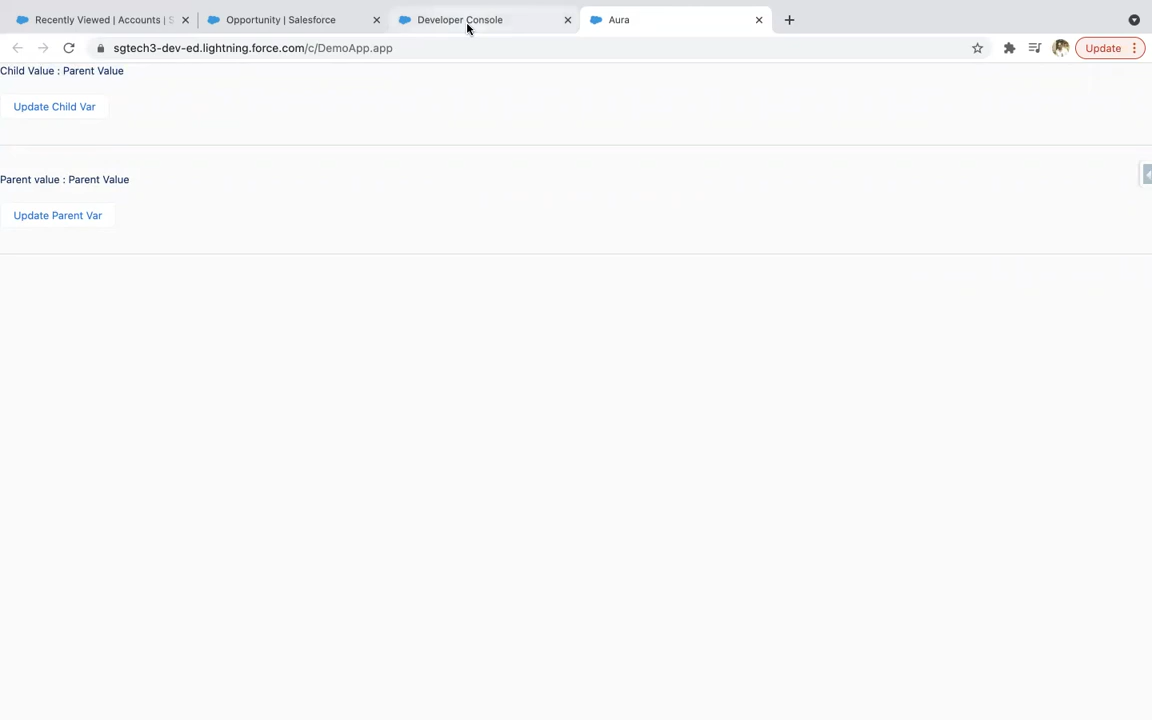 Recently Viewed | Accounts | S
Opportunity | Salesforce
Developer Console
Aura
sgtech3-dev-ed.lightning.force.com/c/DemoApp.app
Update
Child Value : Parent Value
Update Child Var
Parent value : Parent Value
Update Parent Var